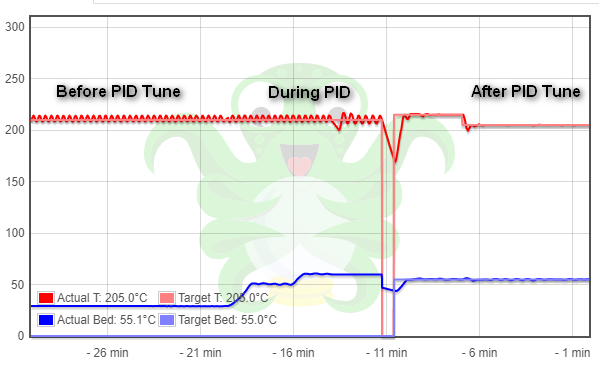 300
Before PID Tune During PID After PID Tune
250
200
150
100
50
Actual T: 205.0°C Target T: 205.0°C
Actual Bed: 55.1°C Target Bed: 55.0°C
0
- 26 min - 21 min - 16 min - 11 min - 6 min - 1 min